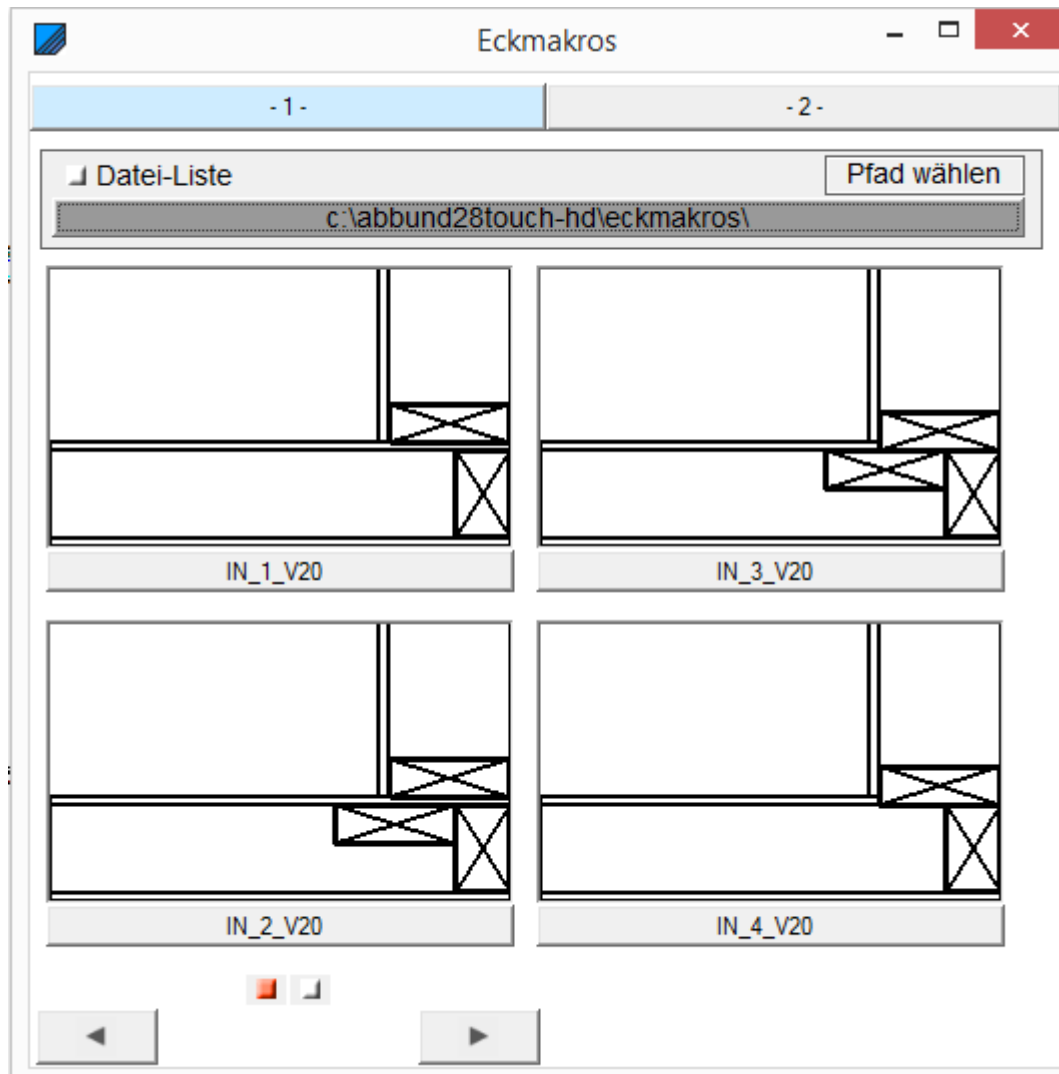 Eckmakros
- 1 -
- 2 -
Datei-Liste
Pfad wählen
c:\abbund28touch-hd\eckmakros\
IN_1_V20
IN_3_V20
IN_2_V20
IN_4_V20